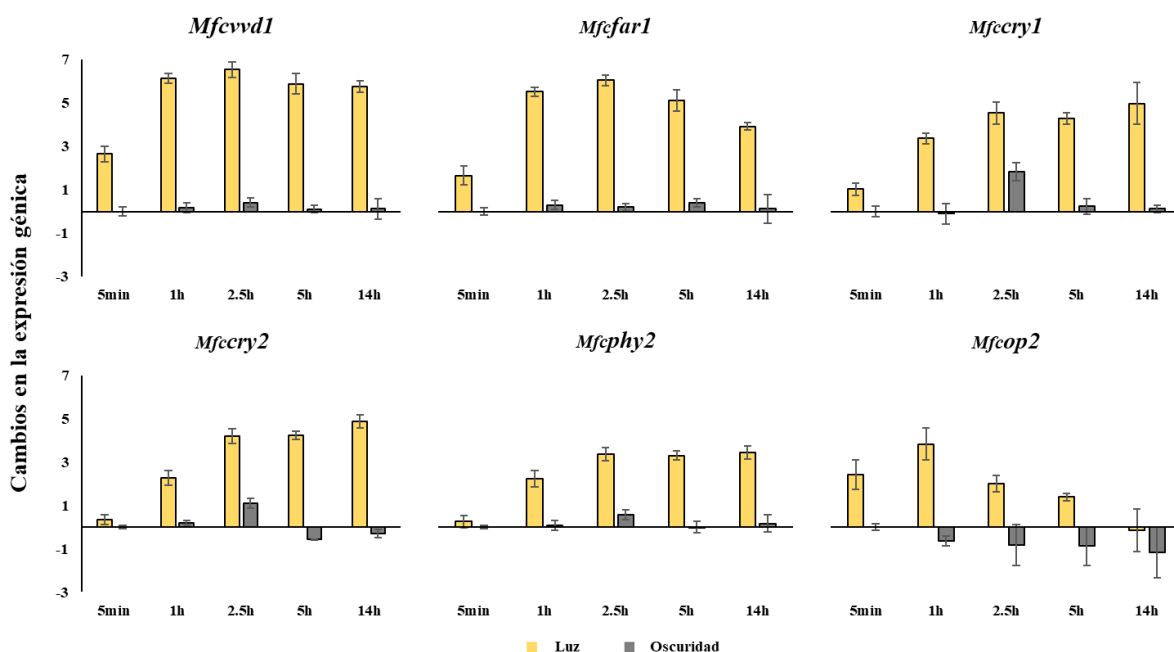 Mfcvvd1
Mfcfar1
Mfccry1
Cambios en la expresión génica
7
5
3
1
-1
-3
5min 1h 2.5h 5h 14h
5min 1h 2.5h 5h 14h
5min 1h 2.5h 5h 14h
Mfccry2
Mfcphy2
Mfcop2
7
5
3
1
-1
-3
5min 1h 2.5h 5h 14h
5min 1h 2.5h 5h 14h
5min 1h 2.5h 5h 14h
Luz Oscuridad